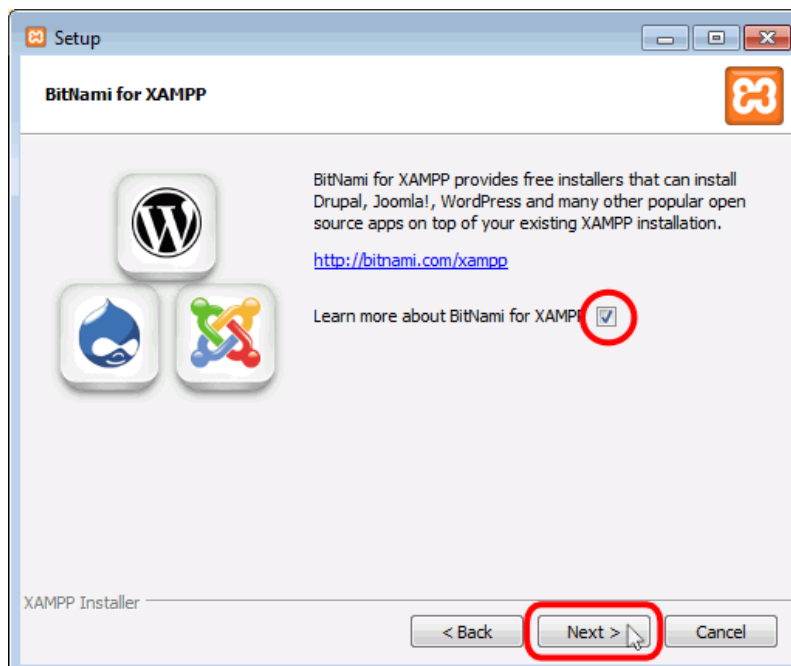 Setup
BitNami for XAMPP
BitNami for XAMPP provides free installers that can install
Drupal, Joomla!, WordPress and many other popular open
source apps on top of your existing XAMPP installation.
http://bitnami.com/xampp
Learn more about BitNami for XAMPP
XAMPP Installer
< Back
Next >
Cancel